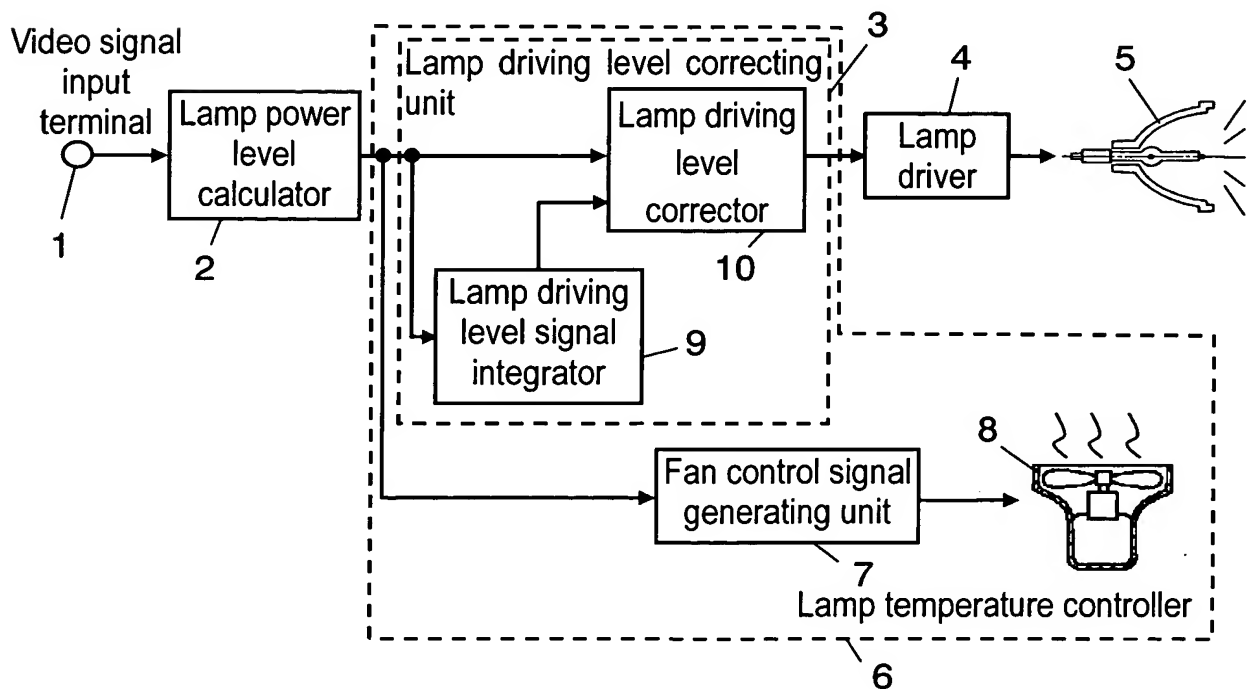 Video signal
input
terminal
1
Lamp power
level
calculator
2
Lamp driving level correcting
unit
3
Lamp driving
level
corrector
10
Lamp driving
level signal
integrator
9
4
Lamp
driver
5
Fan control signal
generating unit
7
8
Lamp temperature controller
6